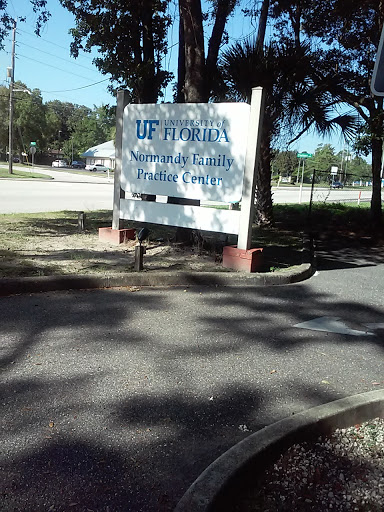 UF UNIVERSITY of
FLORIDA
Normandy Family
Practice Center